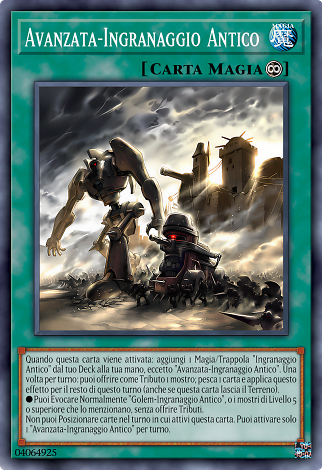 Avanzata-Ingranaggio Antico
MAGIA
魔
[Carta Magia]
Quando questa carta viene attivata: aggiungi 1 Magia/Trappola "Ingranaggio
Antico" dal tuo Deck alla tua mano, eccetto "Avanzata-Ingranaggio Antico". Una
volta per turno: puoi offrire come Tributo 1 mostro; pesca 1 carta e applica questo
effetto per il resto di questo turno (anche se questa carta lascia il Terreno).
●Puoi Evocare Normalmente "Golem-Ingranaggio Antico", o i mostri di Livello 5
o superiore che lo menzionano, senza offrire Tributi.
Non puoi Posizionare carte nel turno in cui attivi questa carta. Puoi attivare solo
1 "Avanzata-Ingranaggio Antico" per turno.
04064925